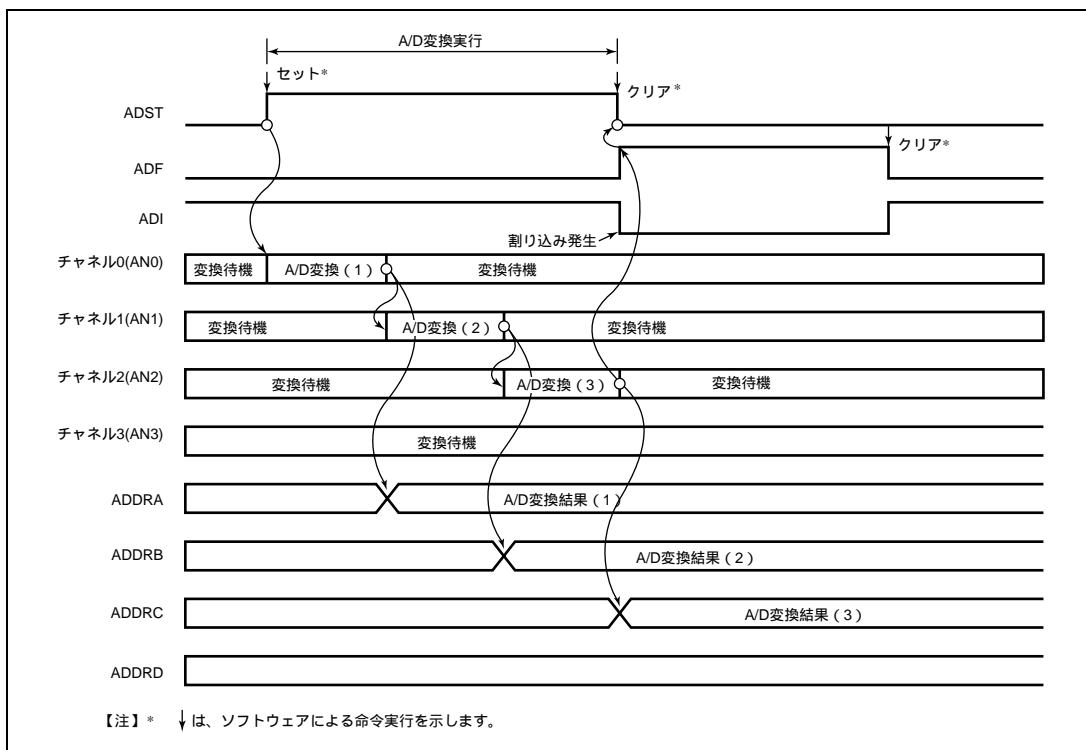 A/D変換実行
セット*
クリア*
ADST
クリア*
ADF
ADI
割り込み発生
チャネル0(AN0)
変換待機 A/D変換（1） 変換待機
チャネル1(AN1)
変換待機 A/D変換（2） 変換待機
チャネル2(AN2)
変換待機 A/D変換（3） 変換待機
チャネル3(AN3)
変換待機
ADDRA
A/D変換結果（1）
ADDRB
A/D変換結果（2）
ADDRC
A/D変換結果（3）
ADDRD
【注】* ↓は、ソフトウェアによる命令実行を示します。